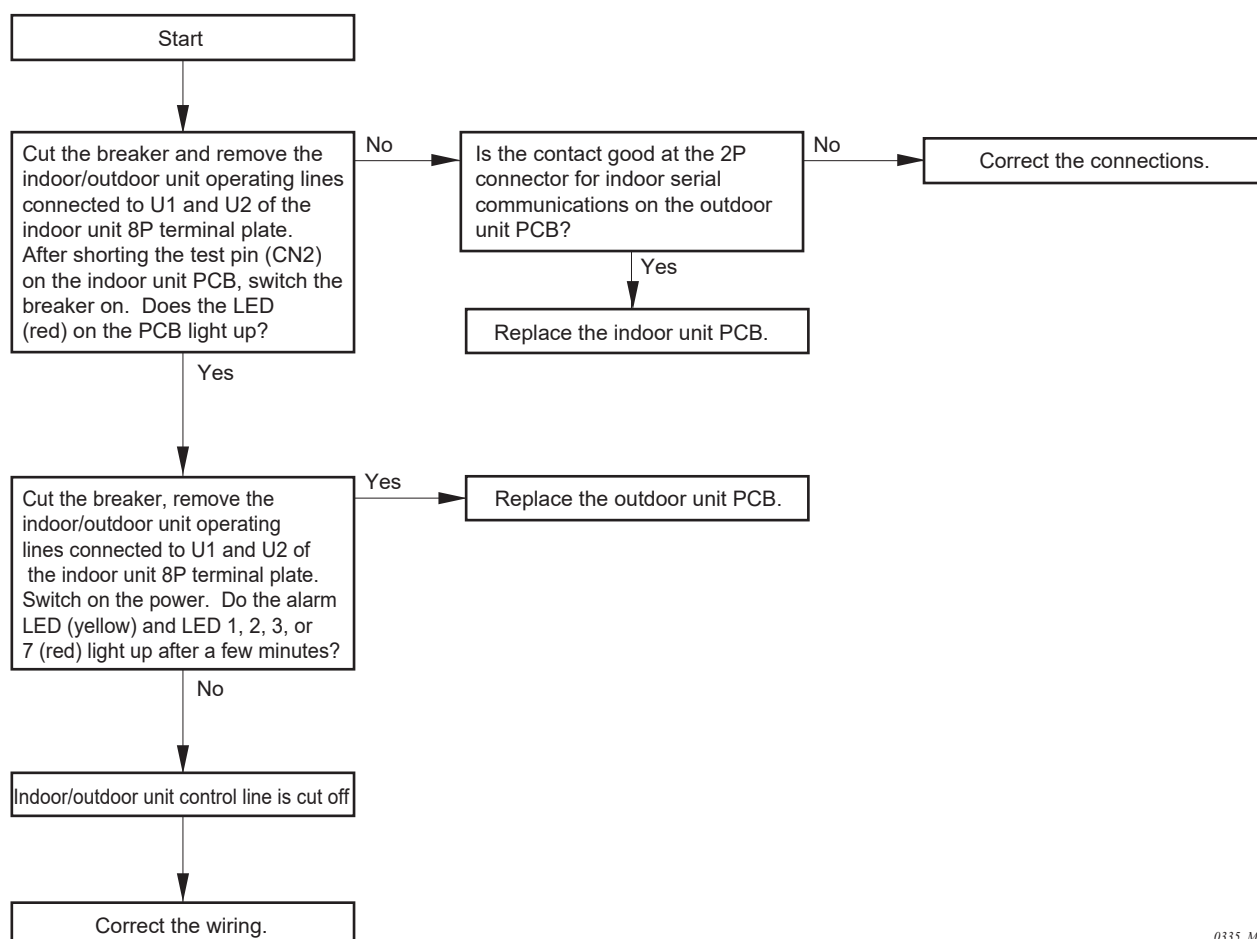 Start
Cut the breaker and remove the
indoor/outdoor unit operating lines
connected to U1 and U2 of the
indoor unit 8P terminal plate.
After shorting the test pin (CN2)
on the indoor unit PCB, switch the
breaker on. Does the LED
(red) on the PCB light up?
No
Is the contact good at the 2P
connector for indoor serial
communications on the outdoor
unit PCB?
No
Correct the connections.
Yes
Replace the indoor unit PCB.
Yes
Cut the breaker, remove the
indoor/outdoor unit operating
lines connected to U1 and U2 of
the indoor unit 8P terminal plate.
Switch on the power. Do the alarm
LED (yellow) and LED 1, 2, 3, or
7 (red) light up after a few minutes?
Yes
Replace the outdoor unit PCB.
No
Indoor/outdoor unit control line is cut off
Correct the wiring.
0335_M